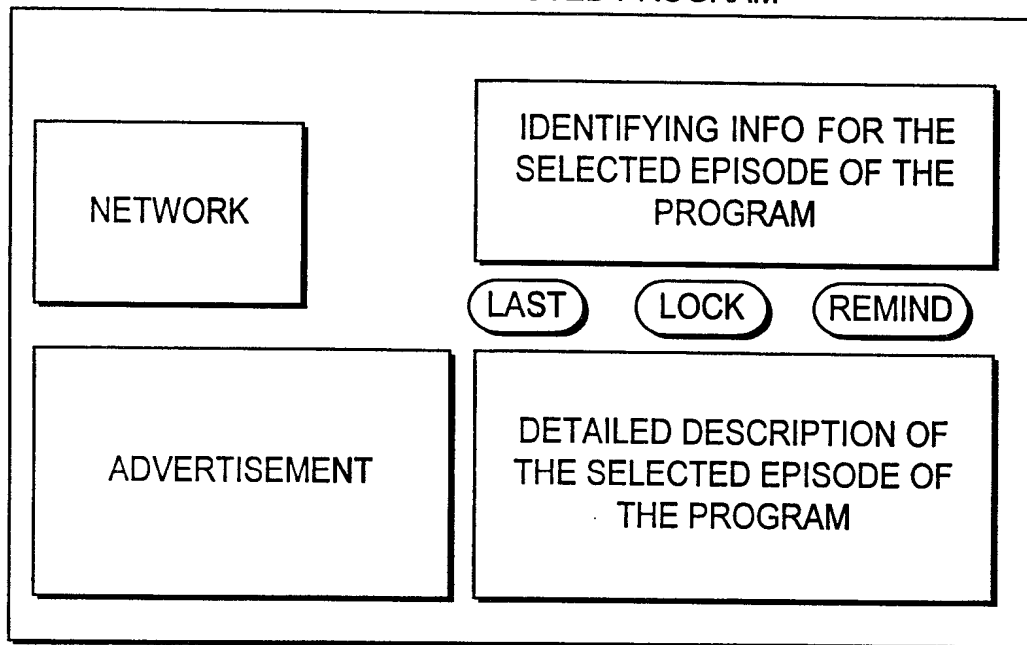 PROGRAM
NETWORK
IDENTIFYING INFO FOR THE
SELECTED EPISODE OF THE
PROGRAM
LAST
LOCK
REMIND
ADVERTISEMENT
DETAILED DESCRIPTION OF
THE SELECTED EPISODE OF
THE PROGRAM